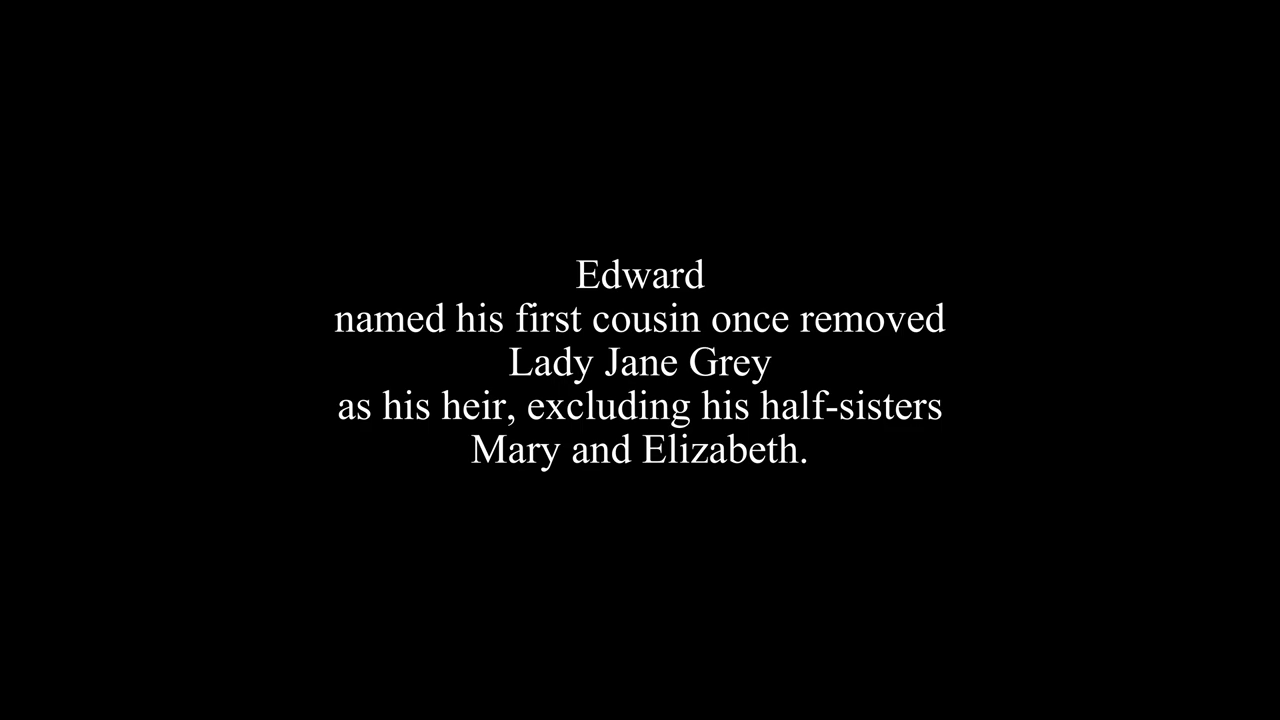 Edward
named his first cousin once removed
Lady Jane Grey
as his heir, excluding his half-sisters
Mary and Elizabeth.